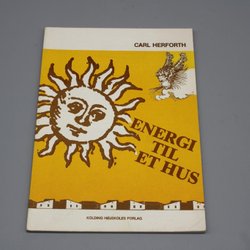 CARL HERFORTH
ENERGI
TIL
ET HUS
KOLDING HØJSKOLES FORLAG